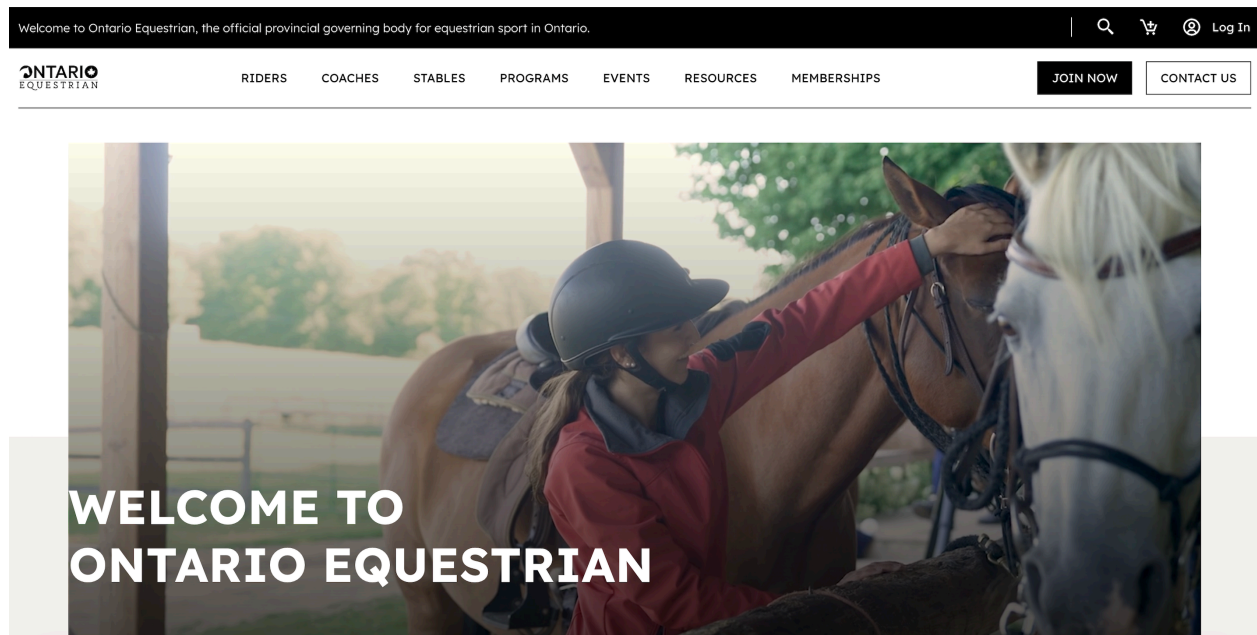 Welcome to Ontario Equestrian, the official provincial governing body for equestrian sport in Ontario.
Log In
ONTARIO
EQUESTRIAN
RIDERS COACHES STABLES PROGRAMS EVENTS RESOURCES MEMBERSHIPS
JOIN NOW CONTACT US
WELCOME TO
ONTARIO EQUESTRIAN